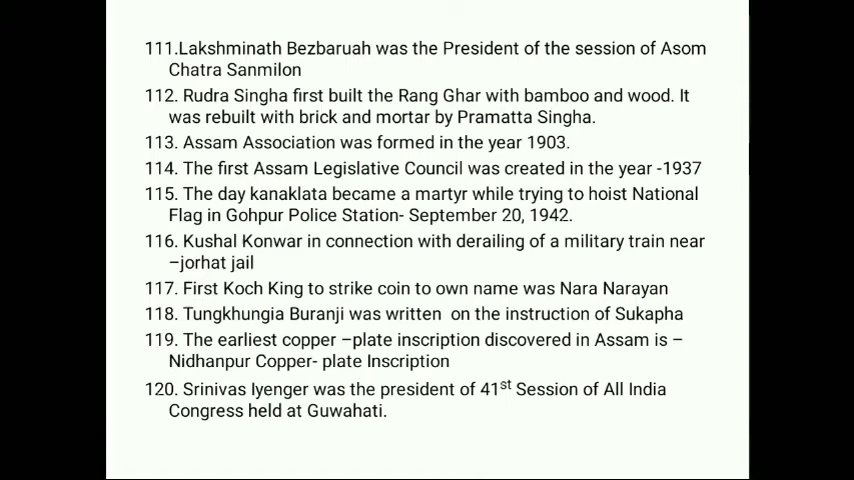 111.Lakshminath Bezbaruah was the President of the session of Asom
Chatra Sanmilon
112. Rudra Singha first built the Rang Ghar with bamboo and wood. It
was rebuilt with brick and mortar by Pramatta Singha.
113. Assam Association was formed in the year 1903.
114. The first Assam Legislative Council was created in the year -1937
115. The day kanaklata became a martyr while trying to hoist National
Flag in Gohpur Police Station- September 20, 1942.
116. Kushal Konwar in connection with derailing of a military train near
–jorhat jail
117. First Koch King to strike coin to own name was Nara Narayan
118. Tungkhungia Buranji was written  on the instruction of Sukapha
119. The earliest copper –plate inscription discovered in Assam is –
Nidhanpur Copper- plate Inscription
120. Srinivas Iyenger was the president of 41st Session of All India
Congress held at Guwahati.